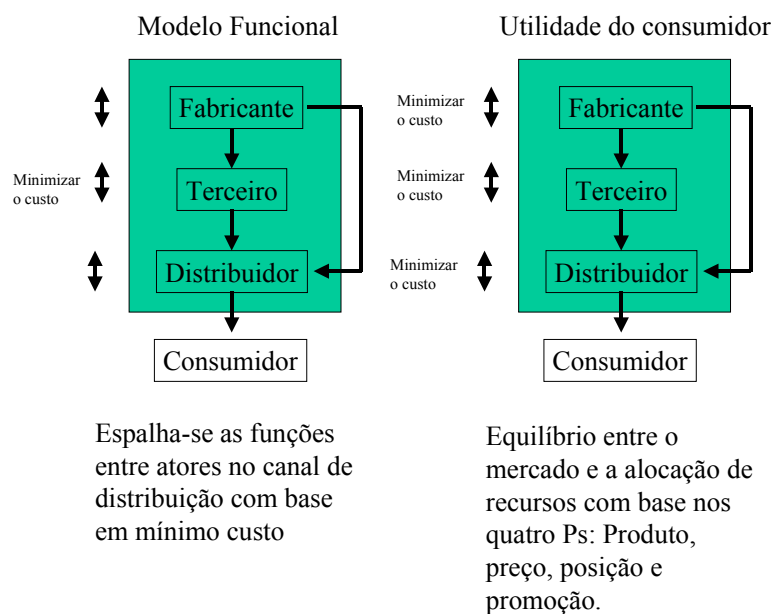 Modelo Funcional
Fabricante
Minimizar
o custo
Terceiro
Distribuidor
Consumidor
Espalha-se as funções
entre atores no canal de
distribuição com base
em mínimo custo
Utilidade do consumidor
Minimizar
o custo
Fabricante
Minimizar
o custo
Terceiro
Minimizar
o custo
Distribuidor
Consumidor
Equilíbrio entre o
mercado e a alocação de
recursos com base nos
quatro Ps: Produto,
preço, posição e
promoção.